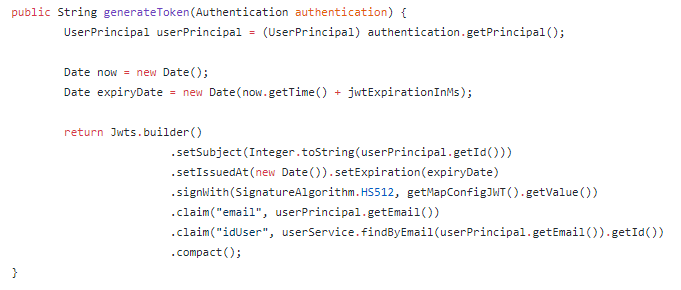 public String generateToken(Authentication authentication) {
UserPrincipal userPrincipal = (UserPrincipal) authentication.getPrincipal();
Date now = new Date();
Date expiryDate = new Date(now.getTime() + jwtExpirationInMs);
return Jwts.builder()
.setSubject(Integer.toString(userPrincipal.getId()))
.setIssuedAt(new Date()).setExpiration(expiryDate)
.signWith(SignatureAlgorithm.HS512, getMapConfigJWT().getValue())
.claim("email", userPrincipal.getEmail())
.claim("idUser", userService.findByEmail(userPrincipal.getEmail()).getId())
.compact();
}